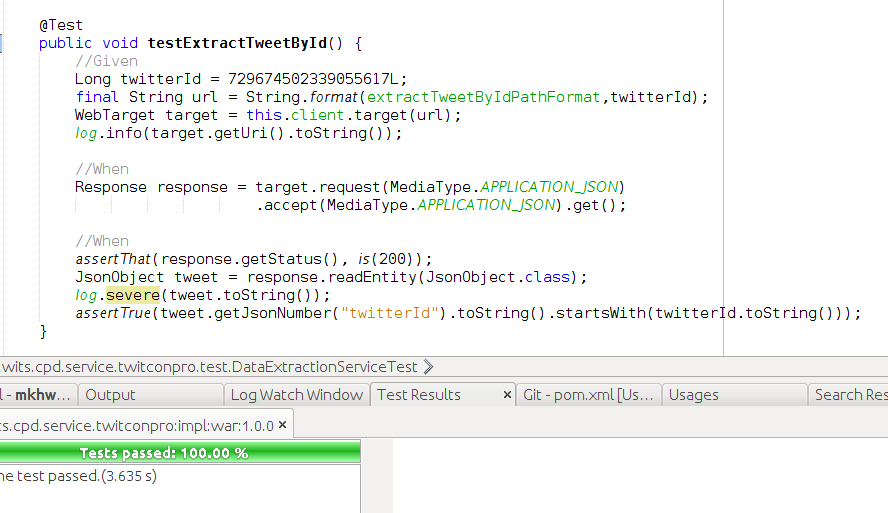 @Test
public void testExtractTweetById() {
//Given
Long twitterId = 729674502339055617L;
final String url = String.format(extractTweetByIdPathFormat,twitterId);
WebTarget target = this.client.target(url);
log.info(target.getUri().toString());
//When
Response response = target.request(MediaType.APPLICATION_JSON)
.accept(MediaType.APPLICATION_JSON).get();
//When
assertThat(response.getStatus(), is(200));
JsonObject tweet = response.readEntity(JsonObject.class);
log.severe(tweet.toString());
assertTrue(tweet.getJsonNumber("twitterId").toString().startsWith(twitterId.toString()));
}
wits.cpd.service.twitconpro.test.DataExtractionServiceTest
l - mkhw... Output Log Watch Window Test Results × Git - pom.xml [Us... Usages Search Res
ts.cpd.service.twitconpro:impl:war:1.0.0 ×
Tests passed: 100.00 %
ne test passed.(3.635 s)